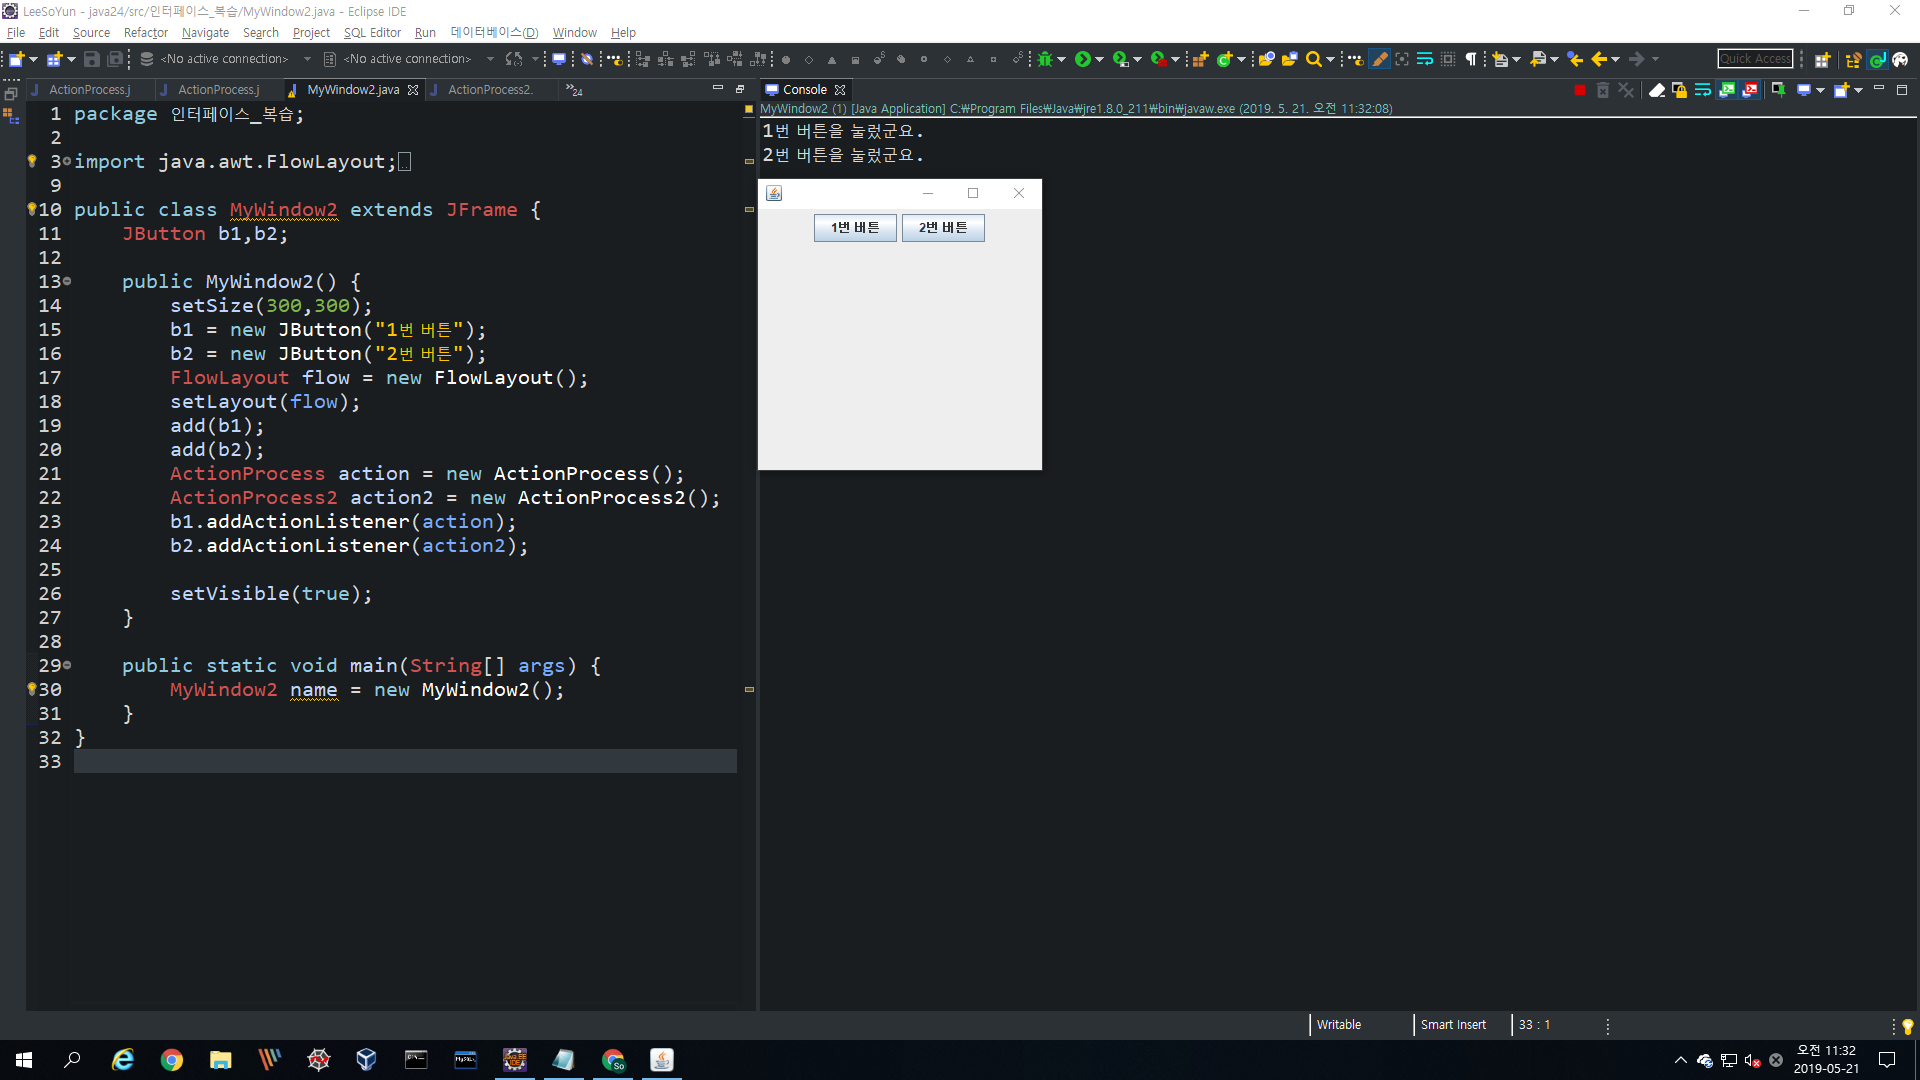 LeeSoYun - java24/src/인터페이스_복습/MyWindow2.java - Eclipse IDE
File Edit Source Refactor Navigate Search Project SQL Editor Run 데이터베이스(D) Window Help
<No active connection> <No active connection> Quick Access
ActionProcess.j ActionProcess.j MyWindow2.java ActionProcess2. »24
1 package 인터페이스_복습;
2
3 import java.awt.FlowLayout;
9
10 public class MyWindow2 extends JFrame {
11 JButton b1,b2;
12
13 public MyWindow2() {
14 setSize(300,300);
15 b1 = new JButton("1번 버튼");
16 b2 = new JButton("2번 버튼");
17 FlowLayout flow = new FlowLayout();
18 setLayout(flow);
19 add(b1);
20 add(b2);
21 ActionProcess action = new ActionProcess();
22 ActionProcess2 action2 = new ActionProcess2();
23 b1.addActionListener(action);
24 b2.addActionListener(action2);
25
26 setVisible(true);
27 }
28
29 public static void main(String[] args) {
30 MyWindow2 name = new MyWindow2();
31 }
32 }
33
Console
MyWindow2 (1) [Java Application] C:₩Program Files₩Java₩jre1.8.0_211₩bin₩javaw.exe (2019. 5. 21. 오전 11:32:08)
1번 버튼을 눌렀군요.
2번 버튼을 눌렀군요.
1번 버튼 2번 버튼
Writable Smart Insert 33 : 1
오전 11:32
2019-05-21